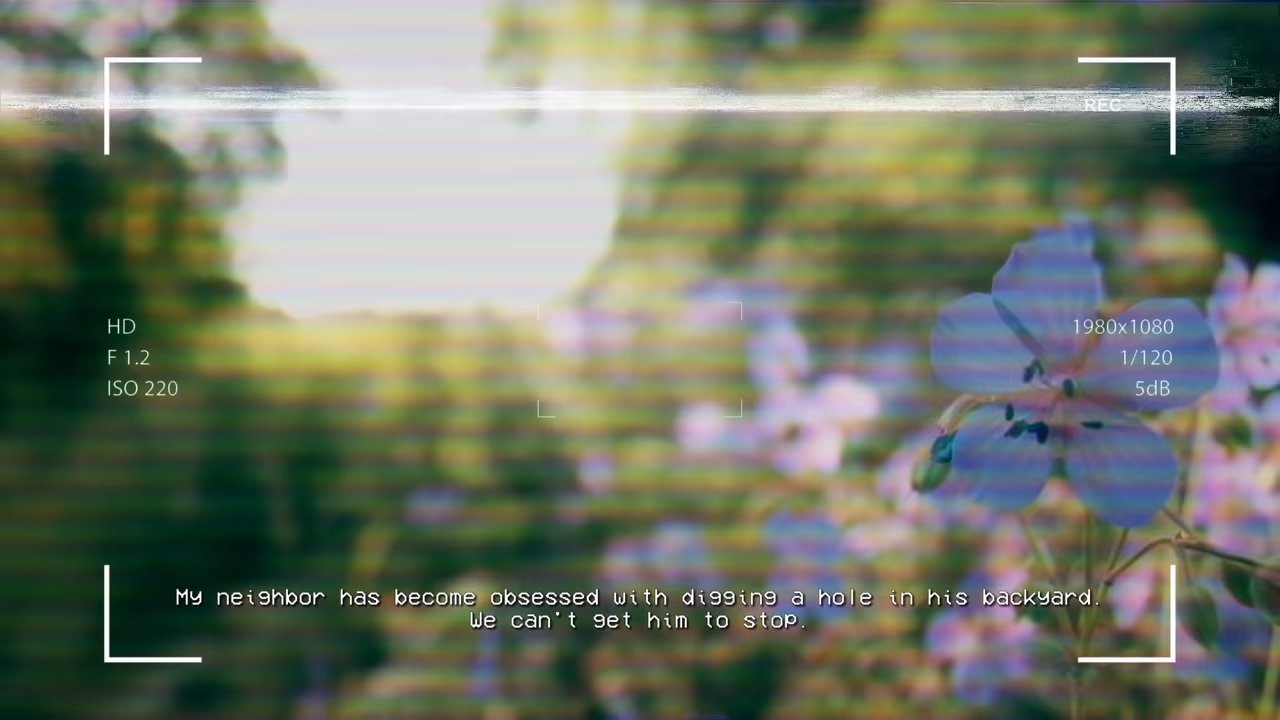 REC
HD
F 1.2
ISO 220
1980x1080
1/120
5dB
My neighbor has become obsessed with digging a hole in his backyard.
We can't get him to stop.